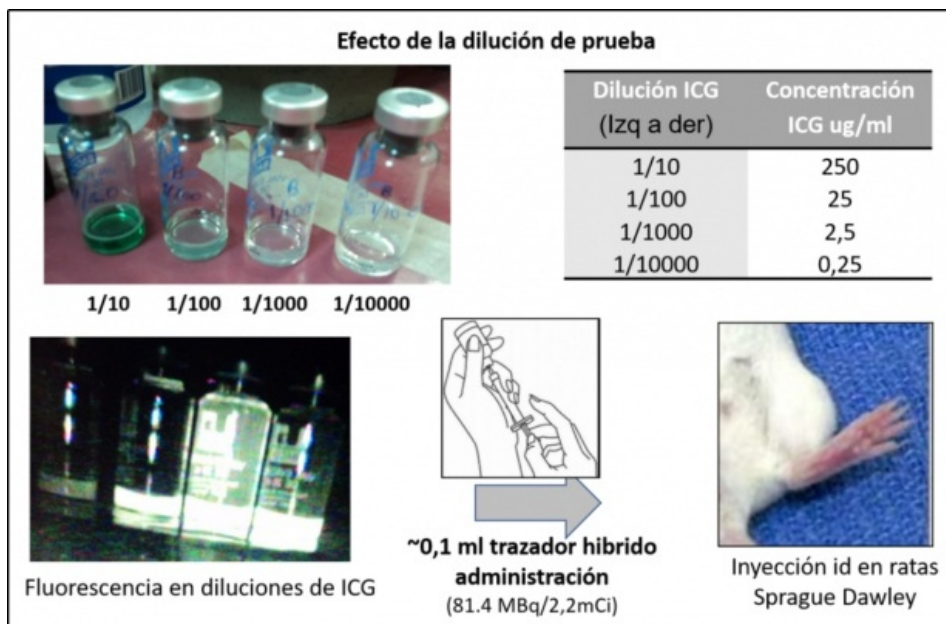 Efecto de la dilución de prueba
Dilución ICG Concentración
(Izq a der) ICG ug/ml
1/10 250
1/100 25
1/1000 2,5
1/10000 0,25
1/10 1/100 1/1000 1/10000
~0,1 ml trazador hibrido
administración
(81.4 MBq/2,2mCi)
Fluorescencia en diluciones de ICG
Inyección id en ratas
Sprague Dawley